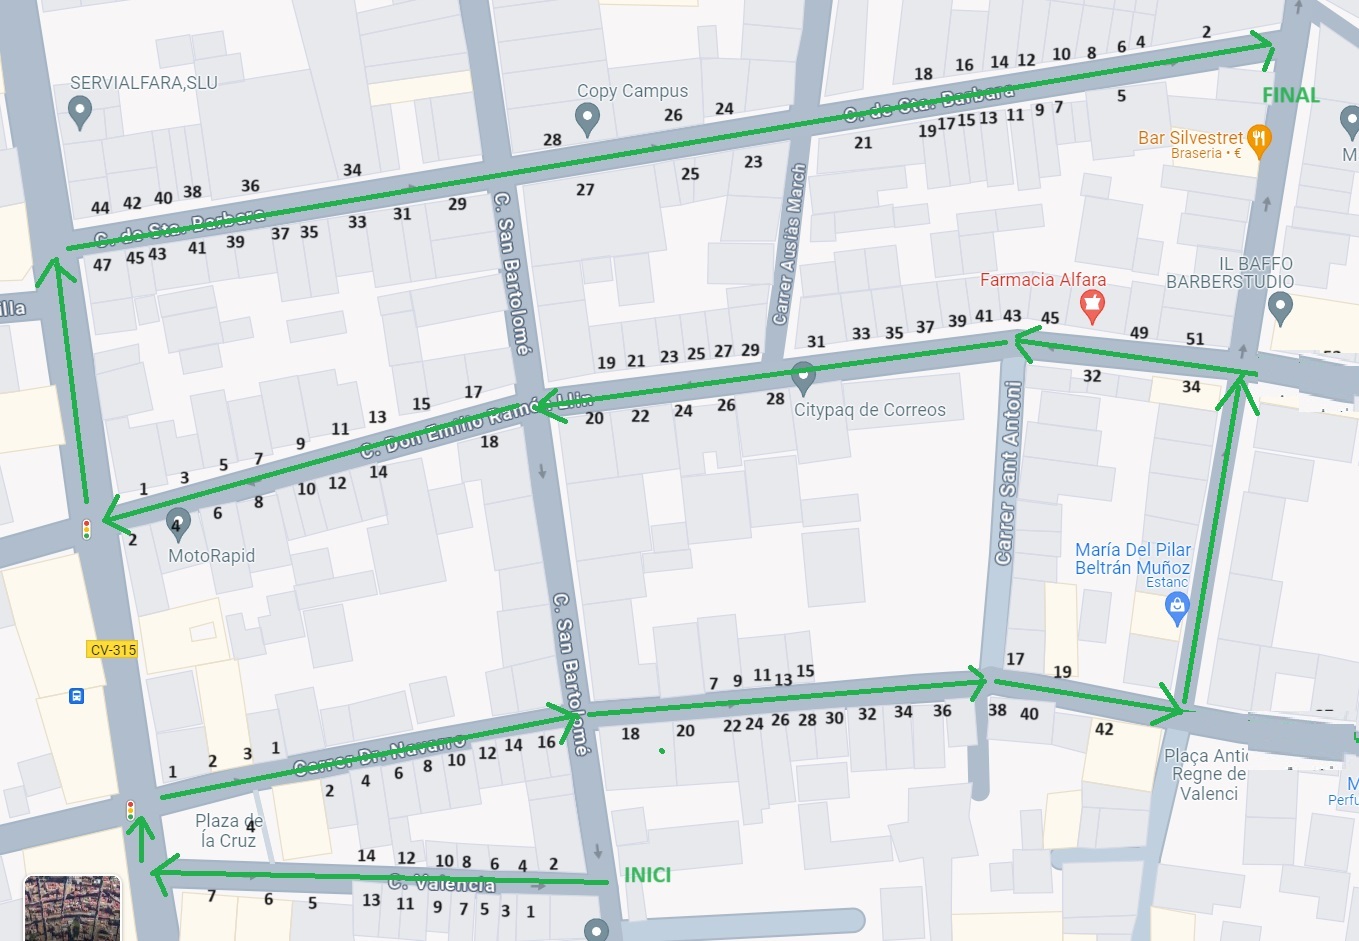 2
6 4
8
10
12
14
16
18
SERVIALFARA,SLU
Copy Campus
C. de Sta. Barbara
FINAL
5
24
26
28
9 7
11
13
15
17
19
21
Bar Silvestret
Braseria • €
M
34
36
38
40
42
44
23
25
27
29
31
33
37 35
39
41
43
45
47
C. de Sta. Barbara
C. San Bartolomé
Carrer Ausiàs March
IL BAFFO
BARBERSTUDIO
Farmacia Alfara
illa
19 21 23 25 27 29
31 33 35 37 39 41 43 45 49 51
32
34
Citypaq de Correos
28
26
24
22
20
1 3 5 7 9 11 13 15 17
C. Don Emilio Ramón Llin
18
14
12
10
8
6
4
2
MotoRapid
Carrer Sant Antoni
María Del Pilar
Beltrán Muñoz
Estanc
CV-315
C. San Bartolomé
7 9 11 13 15
17 19
1 2 3 1
Carrer Dr. Navarro
2 4 6 8 10 12 14 16
18 20 22 24 26 28 30 32 34 36 38 40 42
Plaça Antic
Regne de
Valenci
M
Perfu
Plaza de
la Cruz
4
14 12 10 8 6 4 2
INICI
C. Valencia
7 6 5 13 11 9 7 5 3 1